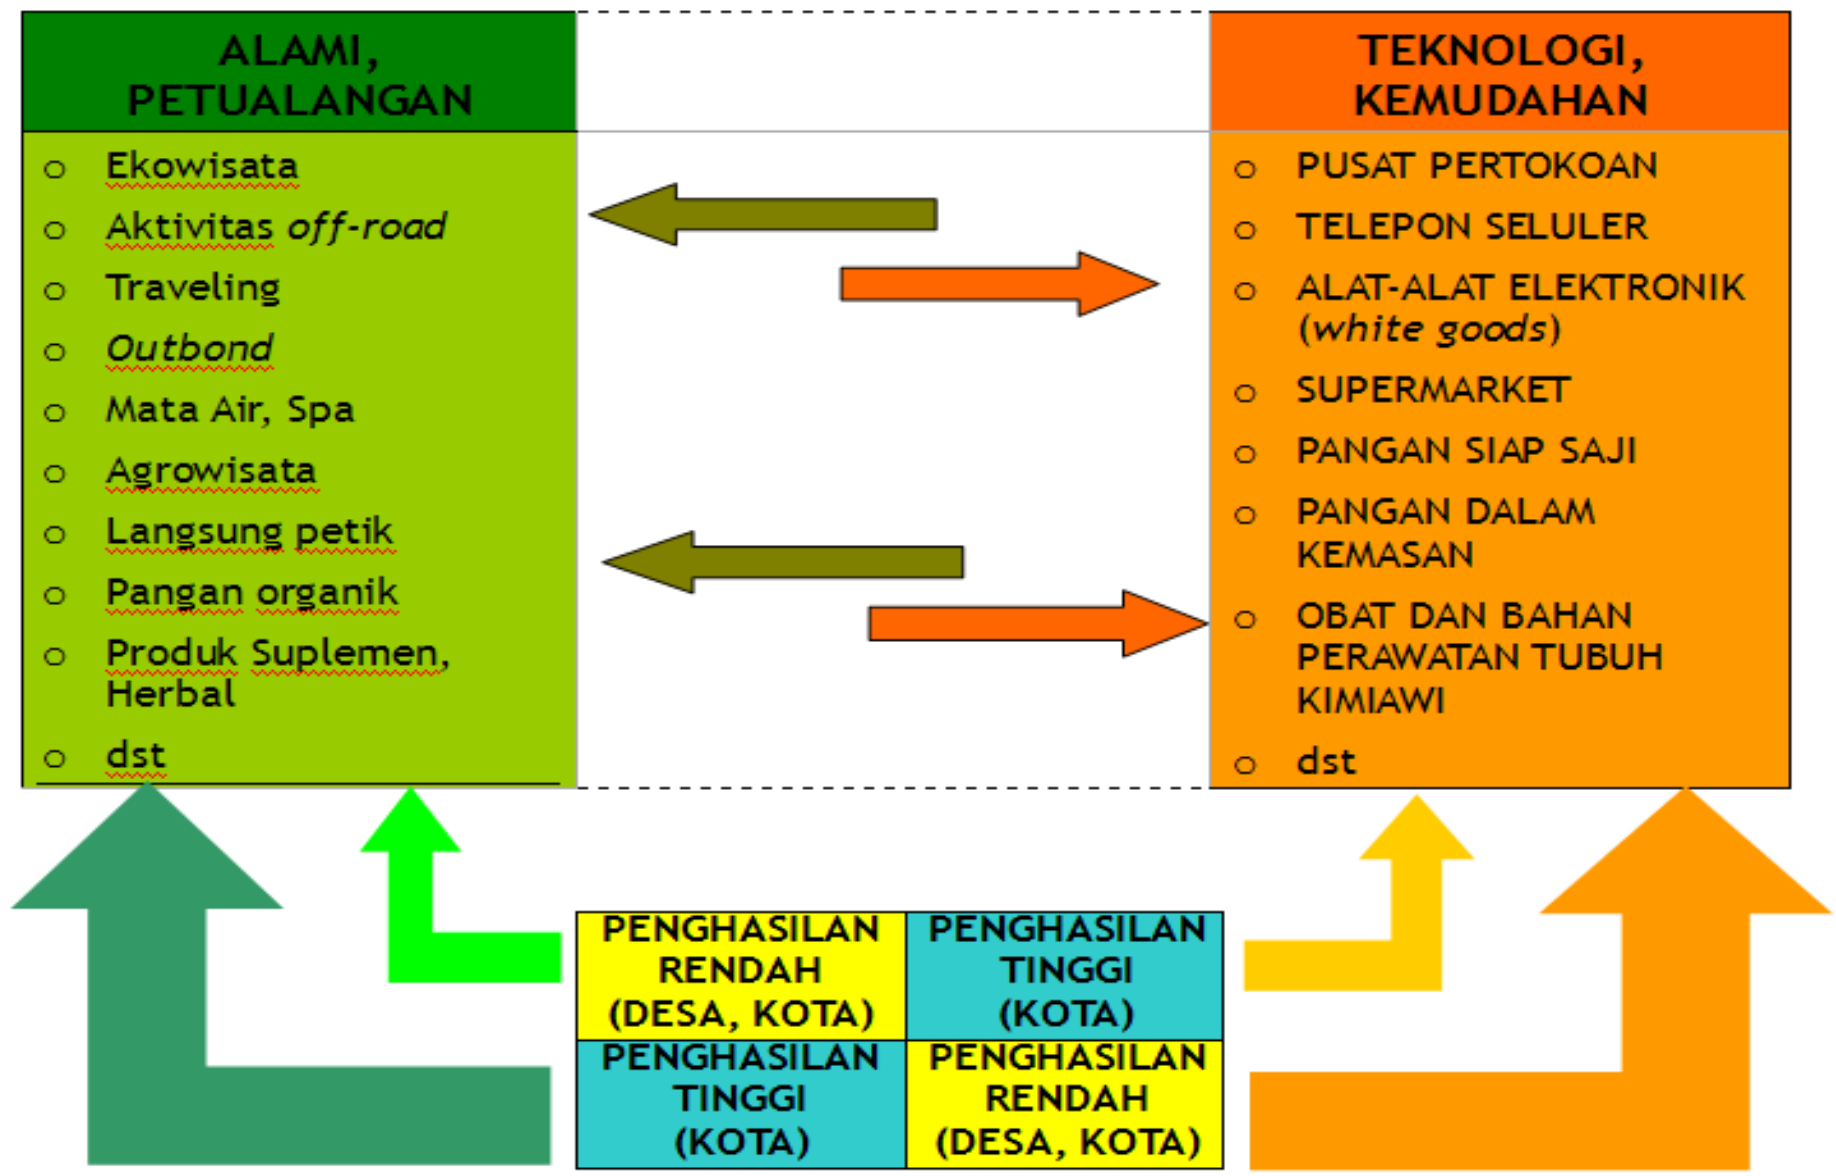 ALAMI,
PETUALANGAN
o Ekowisata
o Aktivitas off-road
o Traveling
o Outbond
o Mata Air, Spa
o Agrowisata
o Langsung petik
o Pangan organik
o Produk Suplemen,
Herbal
o dst
TEKNOLOGI,
KEMUDAHAN
o PUSAT PERTOKOAN
o TELEPON SELULER
o ALAT-ALAT ELEKTRONIK
(white goods)
o SUPERMARKET
o PANGAN SIAP SAJI
o PANGAN DALAM
KEMASAN
o OBAT DAN BAHAN
PERAWATAN TUBUH
KIMIAWI
o dst
PENGHASILAN
RENDAH
(DESA, KOTA)
PENGHASILAN
TINGGI
(KOTA)
PENGHASILAN
TINGGI
(KOTA)
PENGHASILAN
RENDAH
(DESA, KOTA)